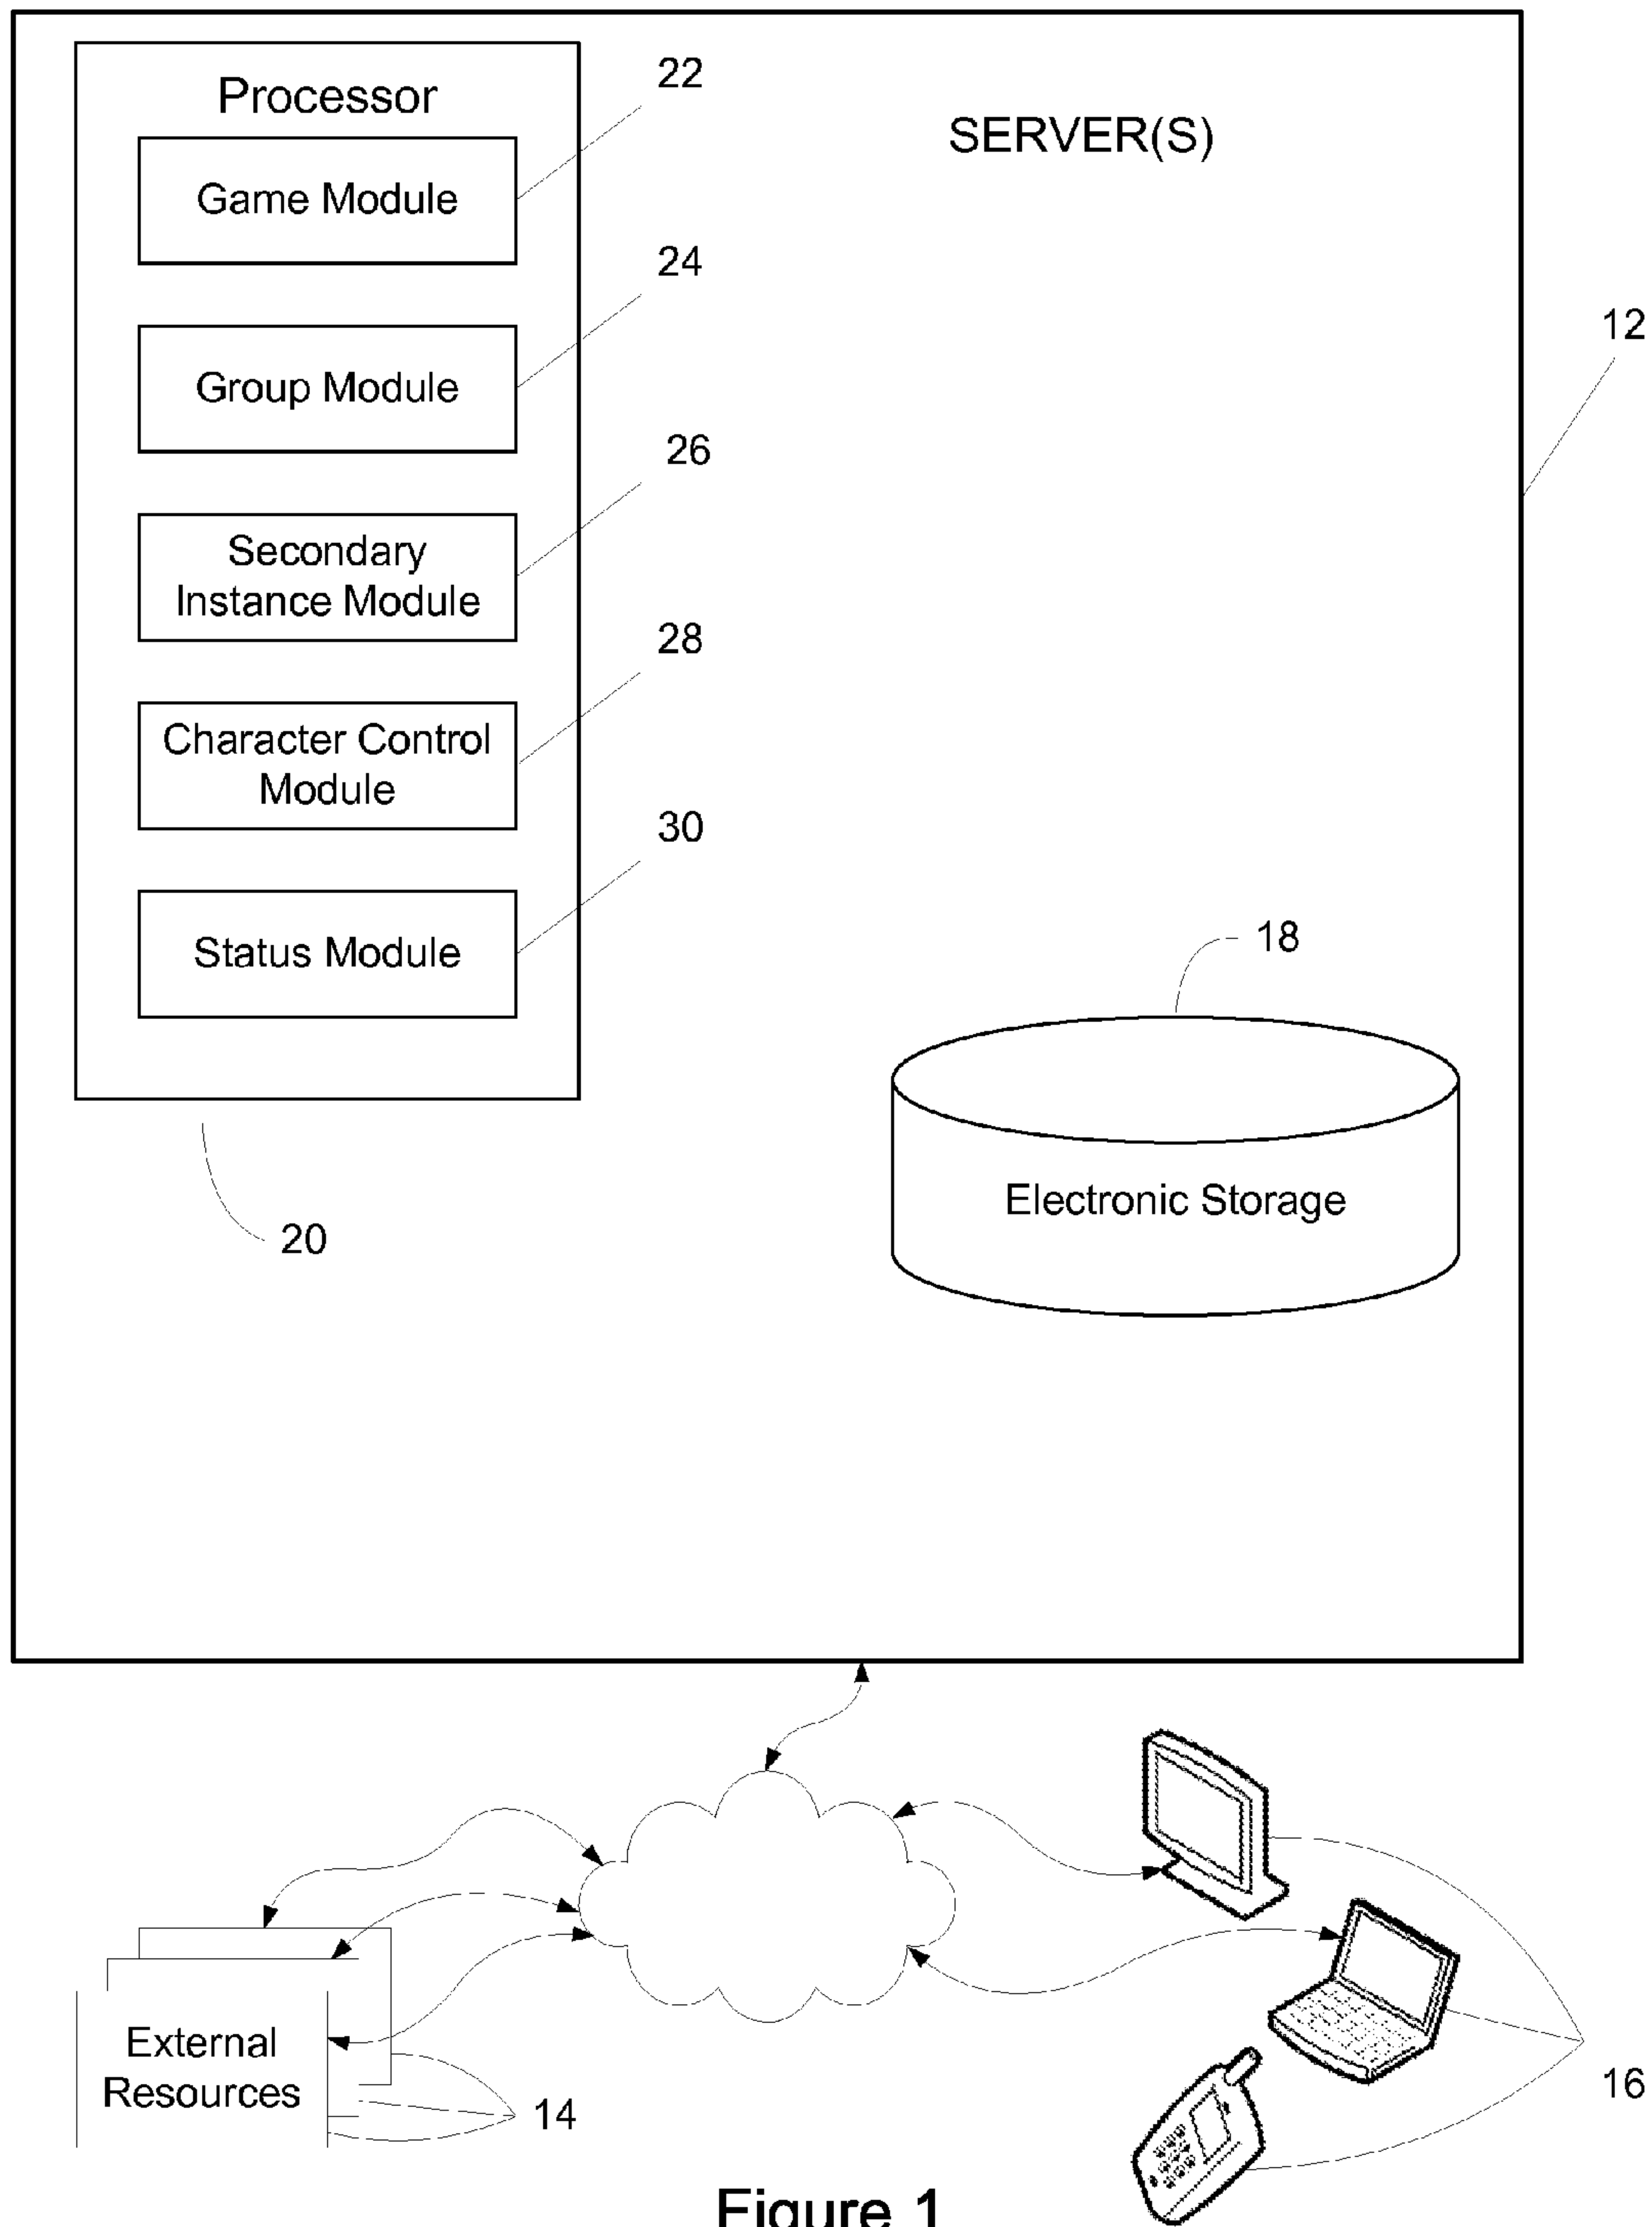 Processor
22
SERVER(S)
Game Module
24
Group Module
12
26
Secondary
Instance Module
28
Character Control
Module
30
Status Module
18
Electronic Storage
20
External
Resources
14
16
Figure 1